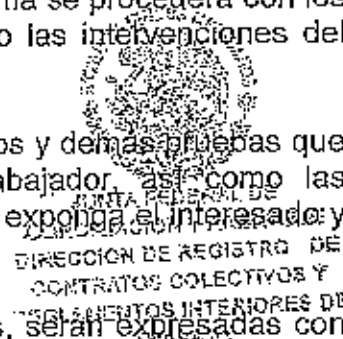 se procederá con los
las intervenciones del
os y demás pruebas que
abajador, así como las
JUNTA FEDERAL DE
exponga el interesado y
DIRECCION DE REGISTRO DE
CONTRATOS COLECTIVOS Y
REGLAMENTOS INTERIORES DE
serán expresadas con